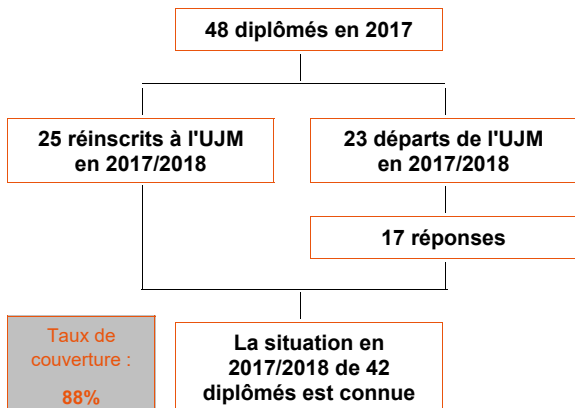 48 diplômés en 2017
25 réinscrits à l'UJM
en 2017/2018
23 départs de l'UJM
en 2017/2018
17 réponses
Taux de
couverture :
88%
La situation en
2017/2018 de 42
diplômés est connue